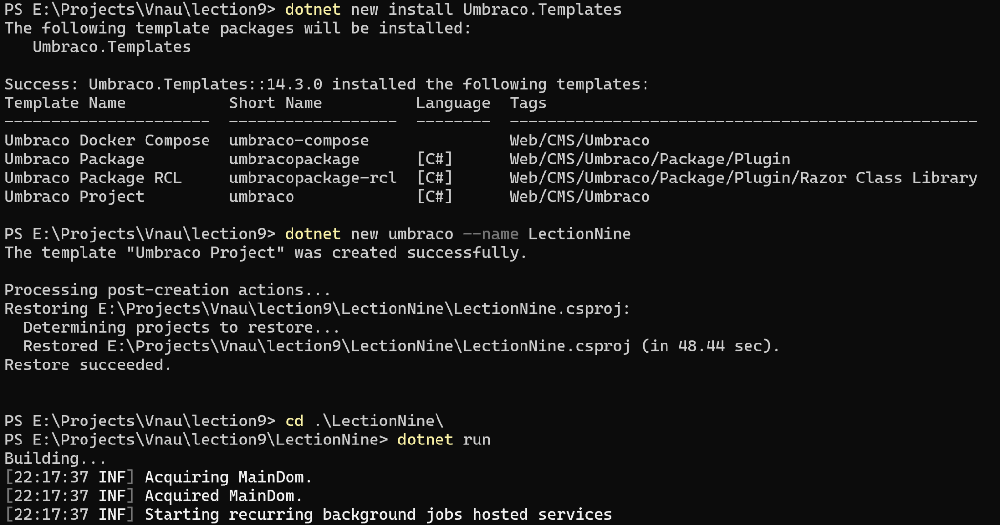 PS E:\Projects\Vnau\lection9> dotnet new install Umbraco.Templates
The following template packages will be installed:
   Umbraco.Templates

Success: Umbraco.Templates::14.3.0 installed the following templates:
Template Name           Short Name          Language  Tags
----------------------  ------------------  --------  --------------------------------------------------
Umbraco Docker Compose  umbraco-compose               Web/CMS/Umbraco
Umbraco Package         umbracopackage      [C#]      Web/CMS/Umbraco/Package/Plugin
Umbraco Package RCL     umbracopackage-rcl  [C#]      Web/CMS/Umbraco/Package/Plugin/Razor Class Library
Umbraco Project         umbraco             [C#]      Web/CMS/Umbraco

PS E:\Projects\Vnau\lection9> dotnet new umbraco --name LectionNine
The template "Umbraco Project" was created successfully.

Processing post-creation actions...
Restoring E:\Projects\Vnau\lection9\LectionNine\LectionNine.csproj:
  Determining projects to restore...
  Restored E:\Projects\Vnau\lection9\LectionNine\LectionNine.csproj (in 48.44 sec).
Restore succeeded.

PS E:\Projects\Vnau\lection9> cd .\LectionNine\
PS E:\Projects\Vnau\lection9\LectionNine> dotnet run
Building...
[22:17:37 INF] Acquiring MainDom.
[22:17:37 INF] Acquired MainDom.
[22:17:37 INF] Starting recurring background jobs hosted services